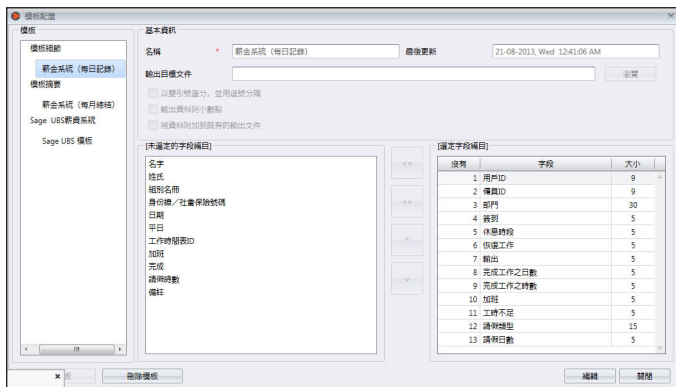 模板配置
模板
模板細節
薪金系統（每日記錄）
模板摘要
薪金系統（每月總結）
Sage UBS薪資系統
Sage UBS 模板
基本資訊
名稱 * 薪金系統（每日記錄） 最後更新 21-08-2013, Wed 12:41:06 AM
輸出目標文件 瀏覽
以雙引號區分，並用逗號分隔
輸出資料附小數點
將資料附加到既有的輸出文件
[未選定的字段編目]
名字
姓氏
組別名冊
身份證／社會保險號碼
日期
平日
工作時間表ID
加班
完成
請假時數
備註
<<
>>
^
v
[選定字段編目]
沒有 字段 大小
1 用戶ID 9
2 僱員ID 9
3 部門 30
4 簽到 5
5 休息時段 5
6 恢復工作 5
7 輸出 5
8 完成工作之日數 5
9 完成工作之時數 5
10 加班 5
11 工時不足 5
12 請假類型 15
13 請假日數 5
板 刪除模板 編輯 關閉